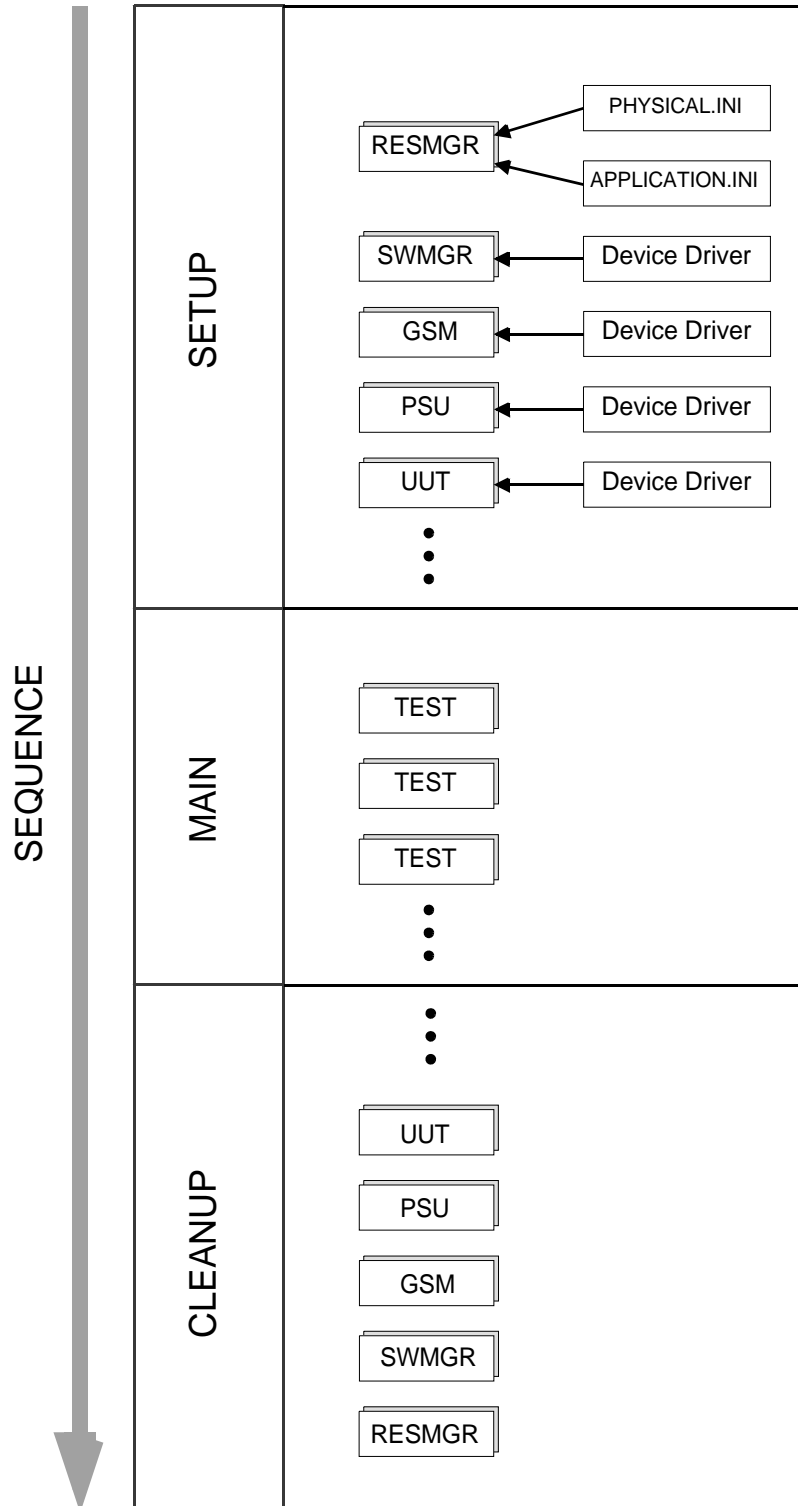 SEQUENCE
SETUP
RESMGR
PHYSICAL.INI
APPLICATION.INI
SWMGR
Device Driver
GSM
Device Driver
PSU
Device Driver
UUT
Device Driver
MAIN
TEST
TEST
TEST
CLEANUP
UUT
PSU
GSM
SWMGR
RESMGR